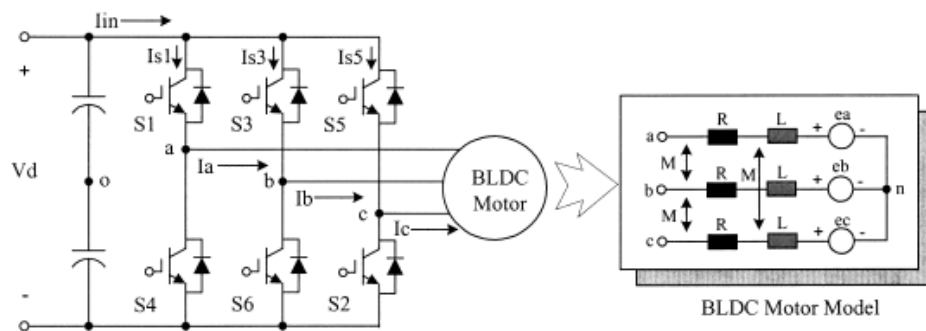 Iin
Is1
Is3
Is5
+
S1
S3
S5
a
Ia
Vd
o
b
Ib
c
Ic
BLDC
Motor
-
S4
S6
S2
R
L
+
ea
-
a
M
R
L
M
+
eb
-
b
n
M
R
L
+
ec
-
c
BLDC Motor Model